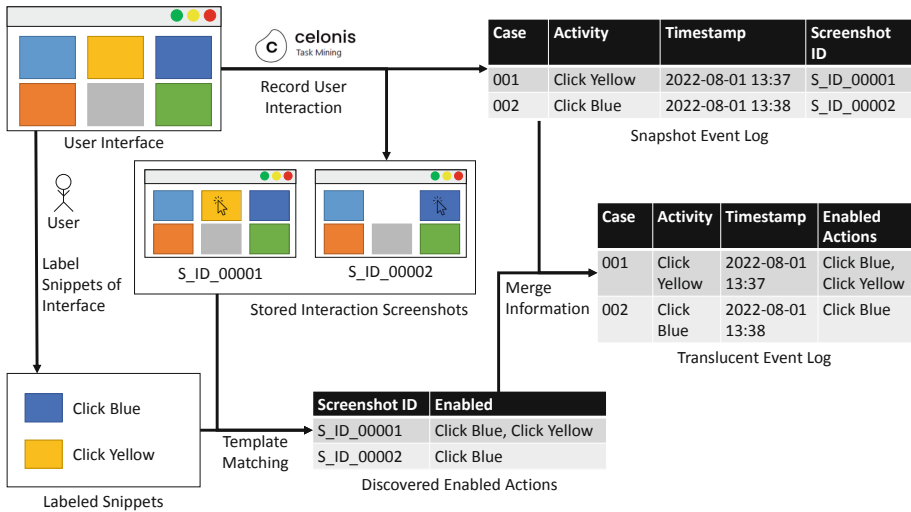 celonis
Task Mining
Record User
Interaction
User Interface
Case Activity Timestamp Screenshot
ID
001 Click Yellow 2022-08-01 13:37 S_ID_00001
002 Click Blue 2022-08-01 13:38 S_ID_00002
Snapshot Event Log
User
Label
Snippets of
Interface
S_ID_00001 S_ID_00002
Stored Interaction Screenshots
Merge
Information
Case Activity Timestamp Enabled
Actions
001 Click 2022-08-01 Click Blue,
Yellow 13:37 Click Yellow
002 Click 2022-08-01 Click Blue
Blue 13:38
Translucent Event Log
Click Blue
Click Yellow
Labeled Snippets
Template
Matching
Screenshot ID Enabled
S_ID_00001 Click Blue, Click Yellow
S_ID_00002 Click Blue
Discovered Enabled Actions